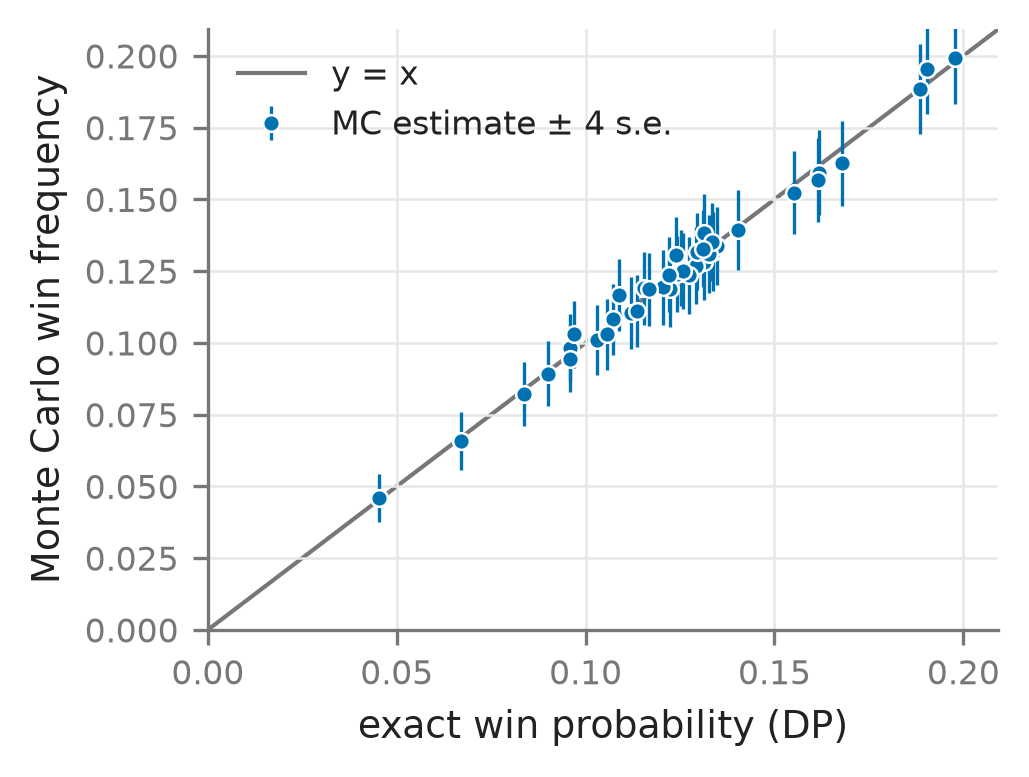 0.200
0.175
0.150
0.125
0.100
0.075
0.050
0.025
0.000
Monte Carlo win frequency
y = x
MC estimate ± 4 s.e.
0.00 0.05 0.10 0.15 0.20
exact win probability (DP)